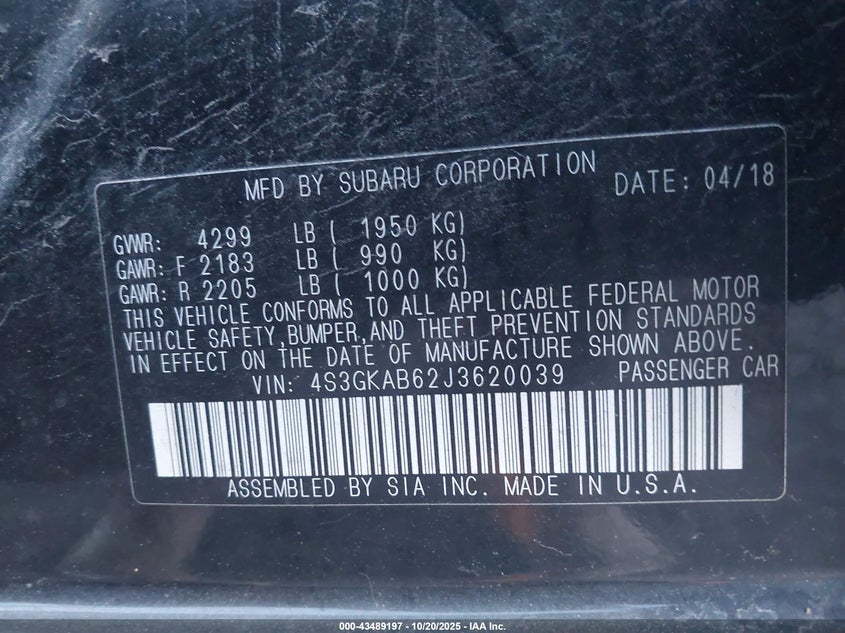 MFD BY SUBARU CORPORATION DATE: 04/18
GVWR: 4299 LB ( 1950 KG)
GAWR: F 2183 LB ( 990 KG)
GAWR: R 2205 LB ( 1000 KG)
THIS VEHICLE CONFORMS TO ALL APPLICABLE FEDERAL MOTOR
VEHICLE SAFETY,BUMPER,AND THEFT PREVENTION STANDARDS
IN EFFECT ON THE DATE OF MANUFACTURE SHOWN ABOVE.
VIN: 4S3GKAB62J3620039 PASSENGER CAR
ASSEMBLED BY SIA INC. MADE IN U.S.A.
000-43489197 - 10/20/2025 - IAA Inc.